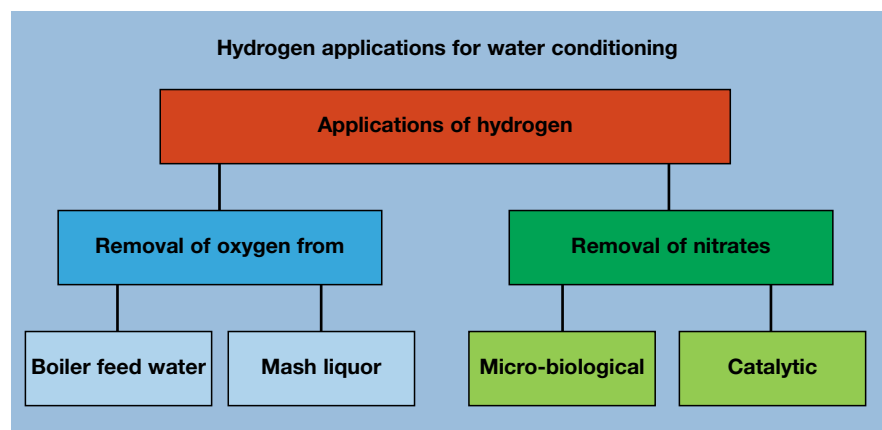 Hydrogen applications for water conditioning
Applications of hydrogen
Removal of oxygen from
Removal of nitrates
Boiler feed water
Mash liquor
Micro-biological
Catalytic